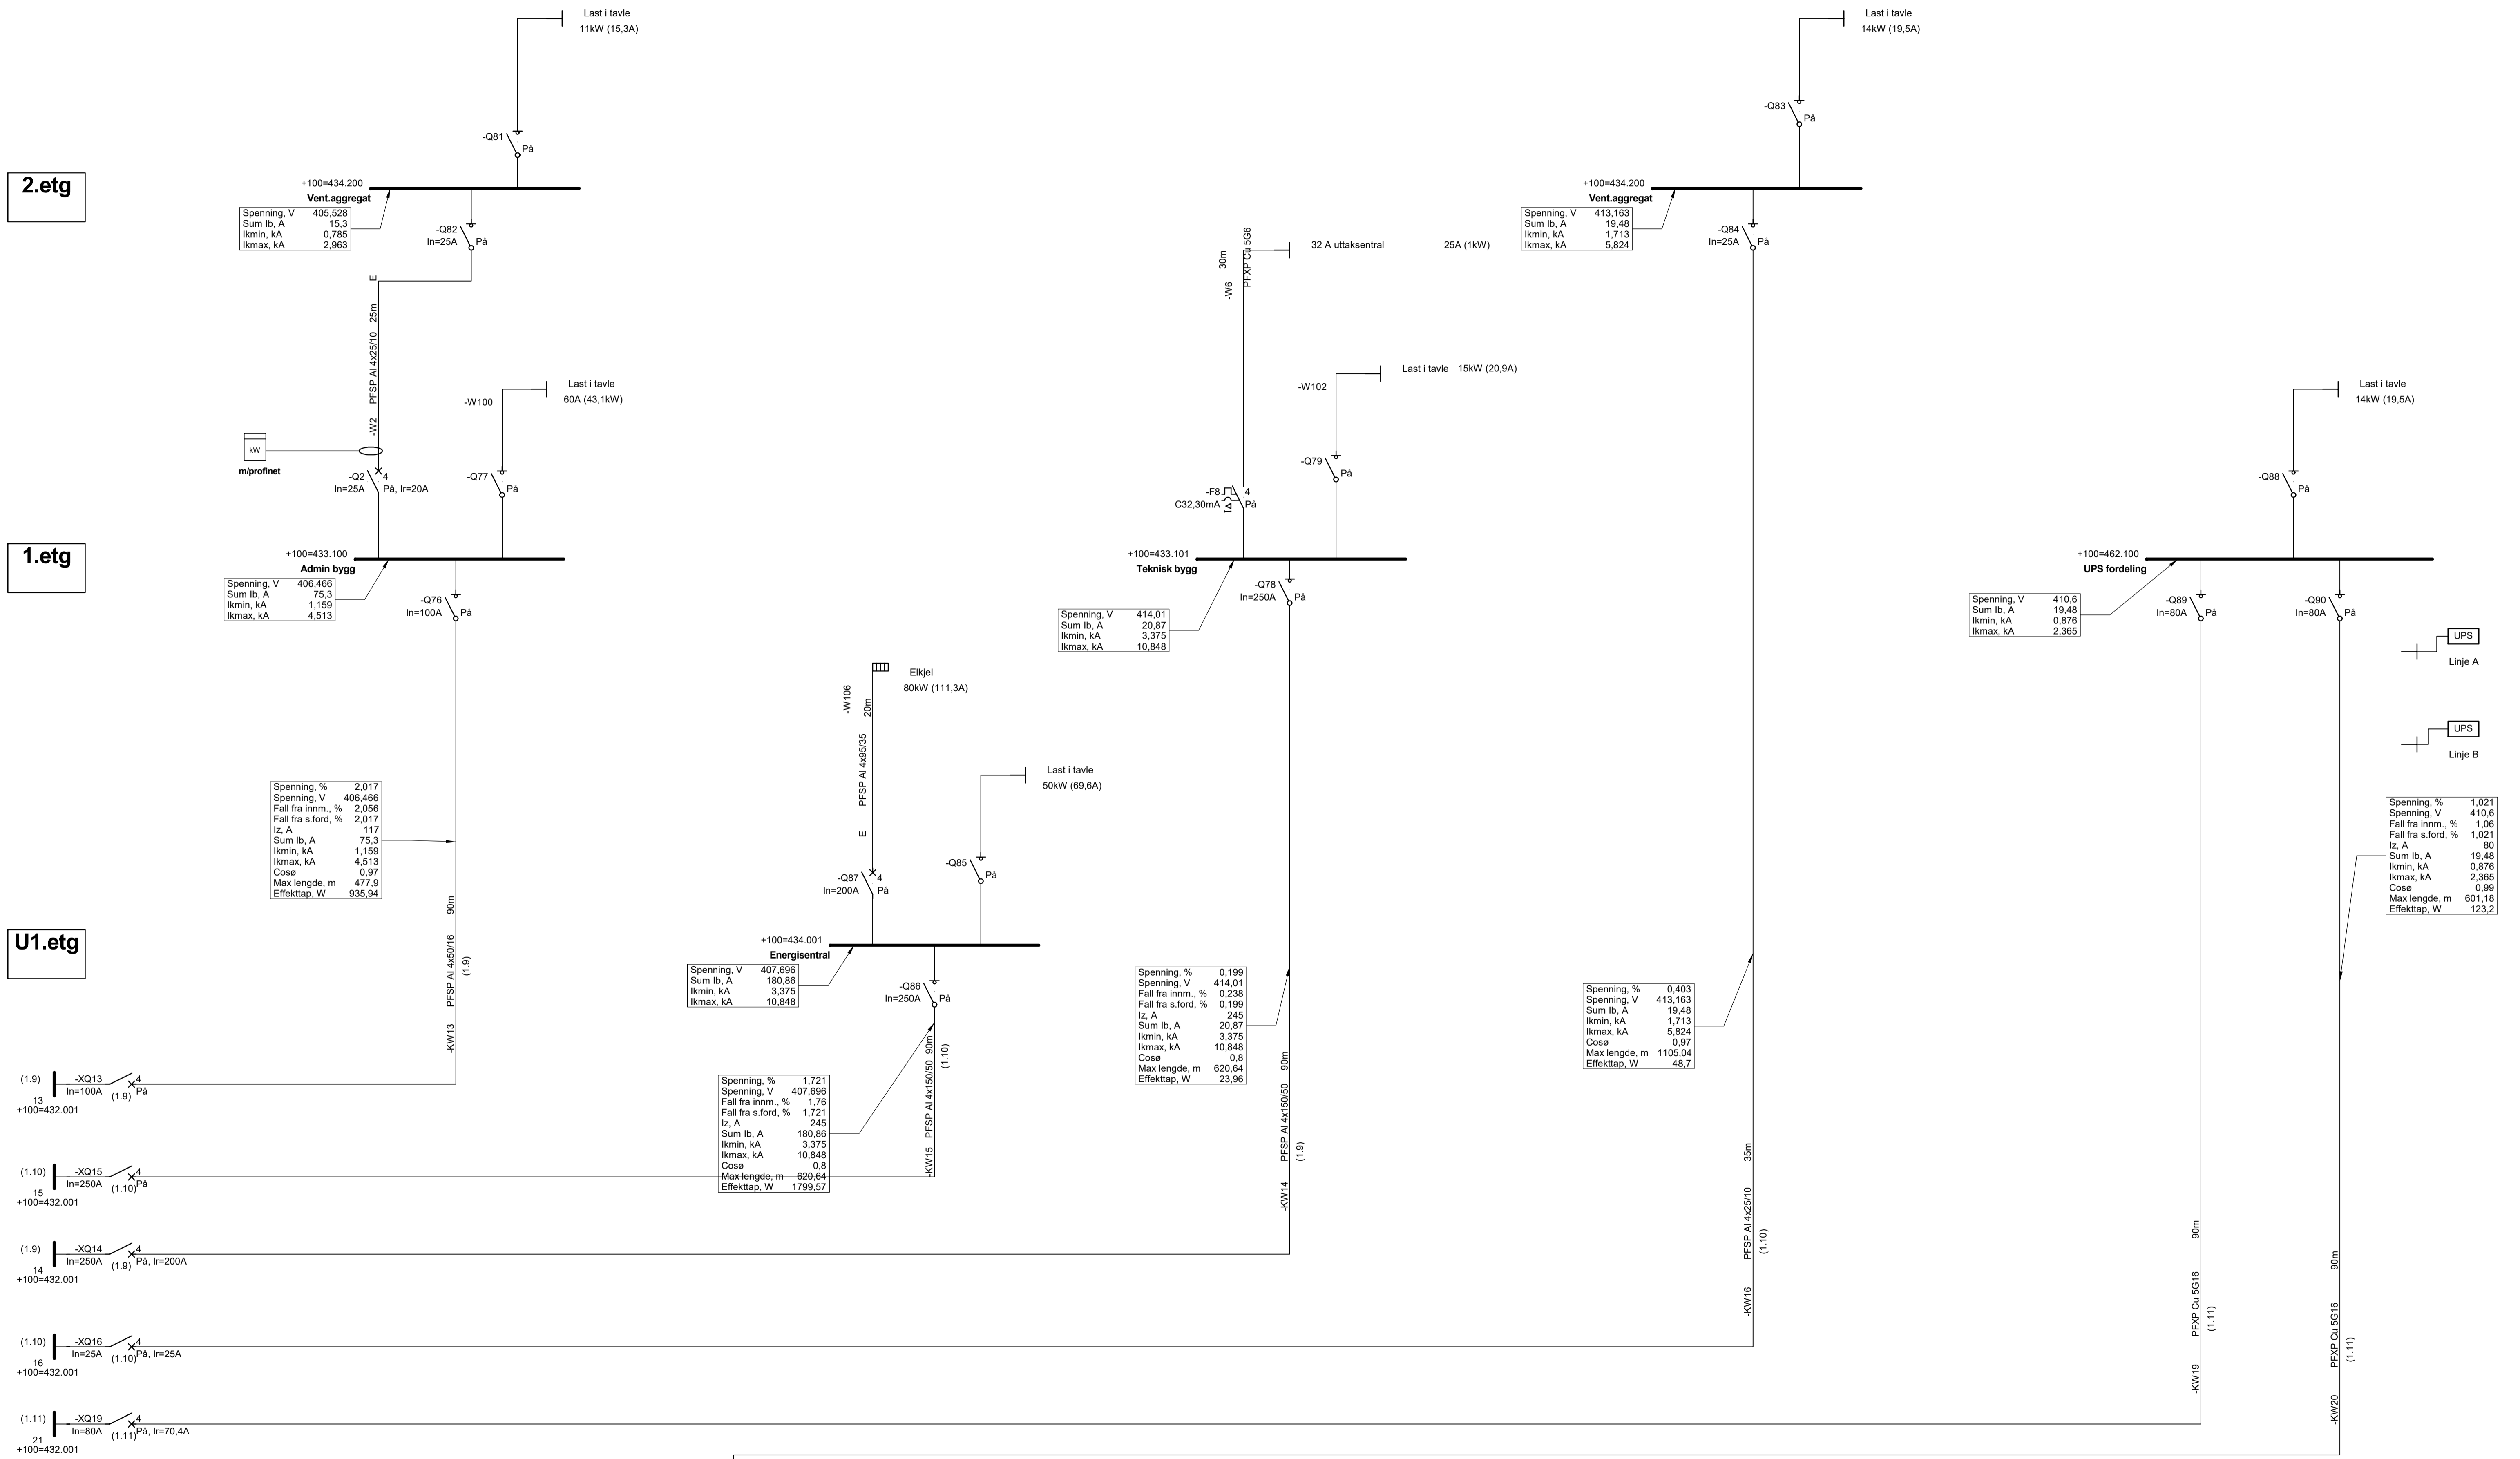 Last i tavle
11kW (15,3A)
-Q81
På
2.etg
+100=434.200
Vent.aggregat
Spenning, V 405,528
Sum Ib, A 15,3
Ikmin, kA 0,785
Ikmax, kA 2,963
-Q82
In=25A
På
E
25m
PFSP Al 4x25/10
-W2
Last i tavle
60A (43,1kW)
-W100
kW
m/profinet
-Q2
4
In=25A
På, Ir=20A
-Q77
På
1.etg
+100=433.100
Admin bygg
Spenning, V 406,466
Sum Ib, A 75,3
Ikmin, kA 1,159
Ikmax, kA 4,513
-Q76
In=100A
På
Spenning, % 2,017
Spenning, V 406,466
Fall fra innm., % 2,056
Fall fra s.ford, % 2,017
Iz, A 117
Sum Ib, A 75,3
Ikmin, kA 1,159
Ikmax, kA 4,513
Cosø 0,97
Max lengde, m 477,9
Effekttap, W 935,94
90m
PFSP Al 4x50/16
(1.9)
-KW13
Elkjel
80kW (111,3A)
-W106
20m
PFSP Al 4x95/35
E
Last i tavle
50kW (69,6A)
-Q87
4
In=200A
På
-Q85
På
U1.etg
+100=434.001
Energisentral
Spenning, V 407,696
Sum Ib, A 180,86
Ikmin, kA 3,375
Ikmax, kA 10,848
-Q86
In=250A
På
Spenning, % 1,721
Spenning, V 407,696
Fall fra innm., % 1,76
Fall fra s.ford, % 1,721
Iz, A 245
Sum Ib, A 180,86
Ikmin, kA 3,375
Ikmax, kA 10,848
Cosø 0,8
Max lengde, m 620,64
Effekttap, W 1799,57
90m
PFSP Al 4x150/50
(1.10)
-KW15
32 A uttaksentral
25A (1kW)
30m
PFXP Cu 5G6
-W6
Last i tavle 15kW (20,9A)
-W102
-Q79
På
-F8
4
C32,30mA
På
+100=433.101
Teknisk bygg
Spenning, V 414,01
Sum Ib, A 20,87
Ikmin, kA 3,375
Ikmax, kA 10,848
-Q78
In=250A
På
Spenning, % 0,199
Spenning, V 414,01
Fall fra innm., % 0,238
Fall fra s.ford, % 0,199
Iz, A 245
Sum Ib, A 20,87
Ikmin, kA 3,375
Ikmax, kA 10,848
Cosø 0,8
Max lengde, m 620,64
Effekttap, W 23,96
90m
PFSP Al 4x150/50
(1.9)
-KW14
Last i tavle
14kW (19,5A)
-Q83
På
+100=434.200
Vent.aggregat
Spenning, V 413,163
Sum Ib, A 19,48
Ikmin, kA 1,713
Ikmax, kA 5,824
-Q84
In=25A
På
Spenning, % 0,403
Spenning, V 413,163
Sum Ib, A 19,48
Ikmin, kA 1,713
Ikmax, kA 5,824
Cosø 0,97
Max lengde, m 1105,04
Effekttap, W 48,7
35m
PFSP Al 4x25/10
(1.10)
-KW16
Last i tavle
14kW (19,5A)
-Q88
På
+100=462.100
UPS fordeling
Spenning, V 410,6
Sum Ib, A 19,48
Ikmin, kA 0,876
Ikmax, kA 2,365
-Q89
In=80A
På
-Q90
In=80A
På
UPS
Linje A
UPS
Linje B
Spenning, % 1,021
Spenning, V 410,6
Fall fra innm., % 1,06
Fall fra s.ford, % 1,021
Iz, A 80
Sum Ib, A 19,48
Ikmin, kA 0,876
Ikmax, kA 2,365
Cosø 0,99
Max lengde, m 601,18
Effekttap, W 123,2
90m
PFXP Cu 5G16
(1.11)
-KW19
90m
PFXP Cu 5G16
(1.11)
-KW20
(1.9)
-XQ13
4
In=100A
(1.9)
På
13
+100=432.001
(1.10)
-XQ15
4
In=250A
(1.10)
På
15
+100=432.001
(1.9)
-XQ14
4
In=250A
(1.9)
På, Ir=200A
14
+100=432.001
(1.10)
-XQ16
4
In=25A
(1.10)
På, Ir=25A
16
+100=432.001
(1.11)
-XQ19
4
In=80A
(1.11)
På, Ir=70,4A
21
+100=432.001